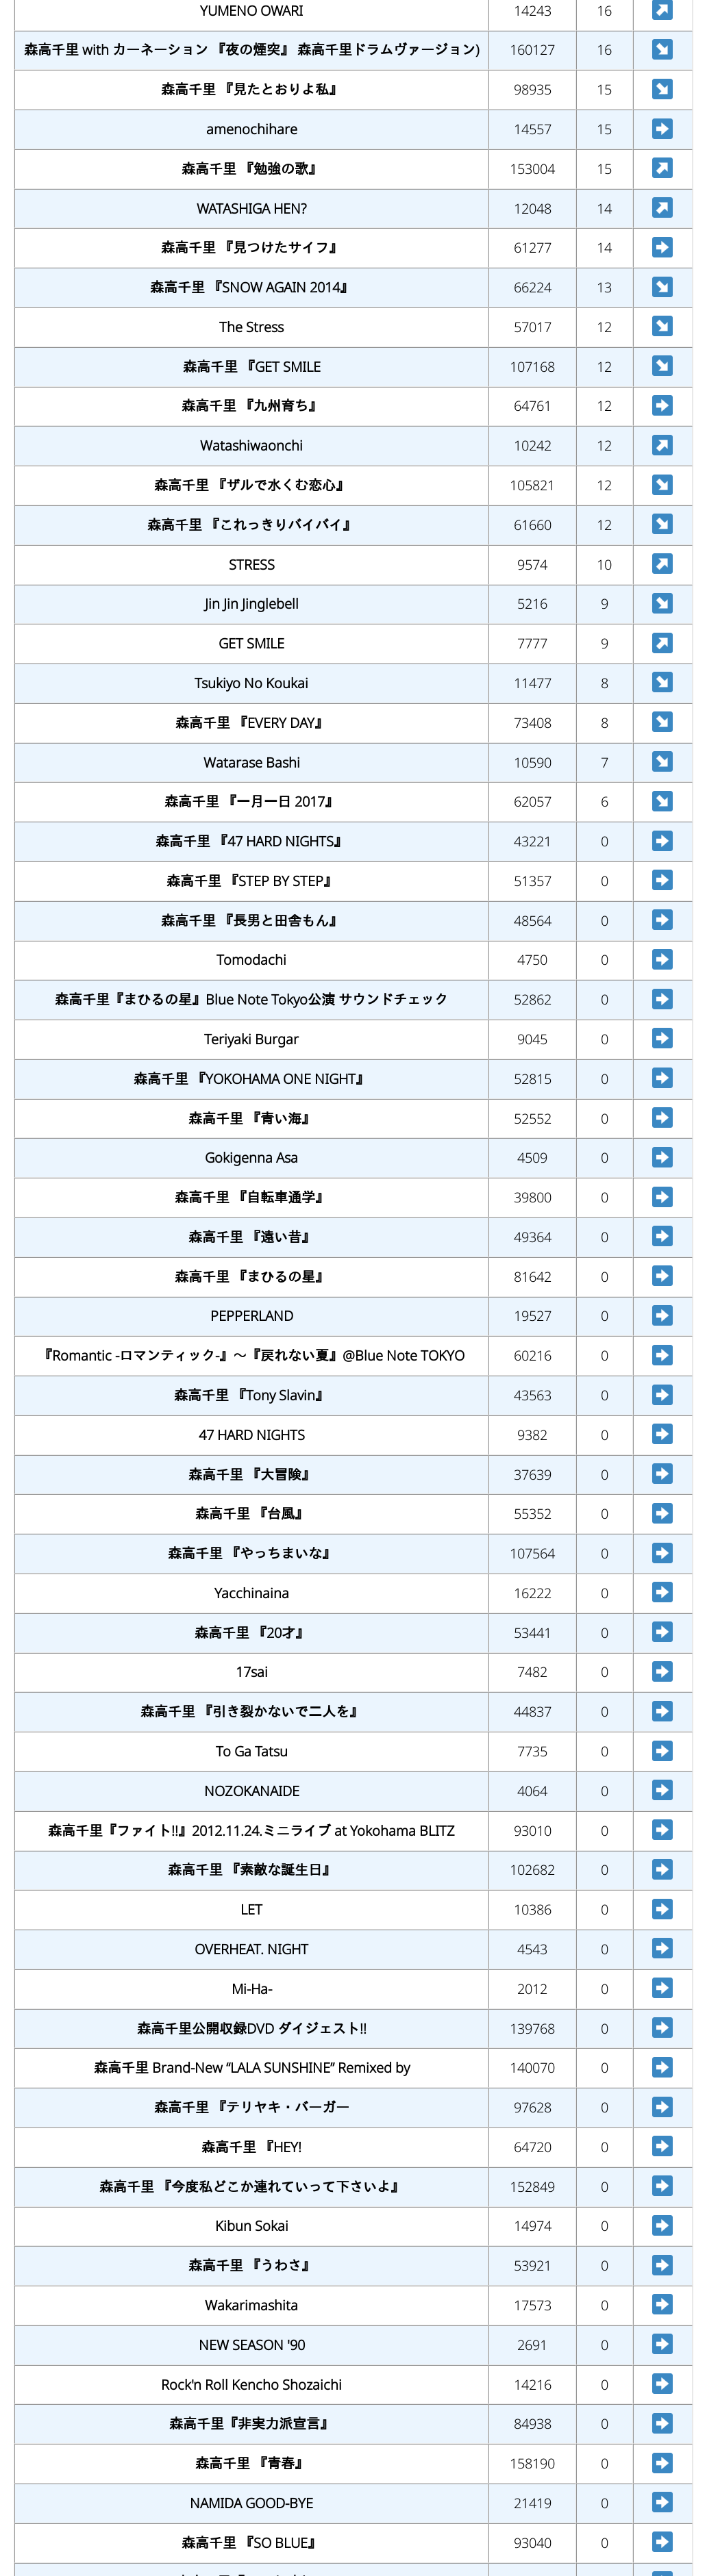 YUMENO OWARI 14243 16 ↗
森高千里 with カーネーション 『夜の煙突』 森高千里ドラムヴァージョン) 160127 16 ↘
森高千里 『見たとおりよ私』 98935 15 ↘
amenochihare 14557 15 ➡
森高千里 『勉強の歌』 153004 15 ↗
WATASHIGA HEN? 12048 14 ↗
森高千里 『見つけたサイフ』 61277 14 ➡
森高千里 『SNOW AGAIN 2014』 66224 13 ↘
The Stress 57017 12 ↘
森高千里 『GET SMILE 107168 12 ↘
森高千里 『九州育ち』 64761 12 ➡
Watashiwaonchi 10242 12 ↗
森高千里 『ザルで水くむ恋心』 105821 12 ↘
森高千里 『これっきりバイバイ』 61660 12 ↘
STRESS 9574 10 ↗
Jin Jin Jinglebell 5216 9 ↘
GET SMILE 7777 9 ↗
Tsukiyo No Koukai 11477 8 ↘
森高千里 『EVERY DAY』 73408 8 ↘
Watarase Bashi 10590 7 ↘
森高千里 『一月一日 2017』 62057 6 ↘
森高千里 『47 HARD NIGHTS』 43221 0 ➡
森高千里 『STEP BY STEP』 51357 0 ➡
森高千里 『長男と田舎もん』 48564 0 ➡
Tomodachi 4750 0 ➡
森高千里『まひるの星』Blue Note Tokyo公演 サウンドチェック 52862 0 ➡
Teriyaki Burgar 9045 0 ➡
森高千里 『YOKOHAMA ONE NIGHT』 52815 0 ➡
森高千里 『青い海』 52552 0 ➡
Gokigenna Asa 4509 0 ➡
森高千里 『自転車通学』 39800 0 ➡
森高千里 『遠い昔』 49364 0 ➡
森高千里 『まひるの星』 81642 0 ➡
PEPPERLAND 19527 0 ➡
『Romantic -ロマンティック-』～『戻れない夏』@Blue Note TOKYO 60216 0 ➡
森高千里 『Tony Slavin』 43563 0 ➡
47 HARD NIGHTS 9382 0 ➡
森高千里 『大冒険』 37639 0 ➡
森高千里 『台風』 55352 0 ➡
森高千里 『やっちまいな』 107564 0 ➡
Yacchinaina 16222 0 ➡
森高千里 『20才』 53441 0 ➡
17sai 7482 0 ➡
森高千里 『引き裂かないで二人を』 44837 0 ➡
To Ga Tatsu 7735 0 ➡
NOZOKANAIDE 4064 0 ➡
森高千里『ファイト!!』2012.11.24.ミニライブ at Yokohama BLITZ 93010 0 ➡
森高千里 『素敵な誕生日』 102682 0 ➡
LET 10386 0 ➡
OVERHEAT. NIGHT 4543 0 ➡
Mi-Ha- 2012 0 ➡
森高千里公開収録DVD ダイジェスト!! 139768 0 ➡
森高千里 Brand-New “LALA SUNSHINE” Remixed by 140070 0 ➡
森高千里 『テリヤキ・バーガー 97628 0 ➡
森高千里 『HEY! 64720 0 ➡
森高千里 『今度私どこか連れていって下さいよ』 152849 0 ➡
Kibun Sokai 14974 0 ➡
森高千里 『うわさ』 53921 0 ➡
Wakarimashita 17573 0 ➡
NEW SEASON '90 2691 0 ➡
Rock'n Roll Kencho Shozaichi 14216 0 ➡
森高千里『非実力派宣言』 84938 0 ➡
森高千里 『青春』 158190 0 ➡
NAMIDA GOOD-BYE 21419 0 ➡
森高千里 『SO BLUE』 93040 0 ➡